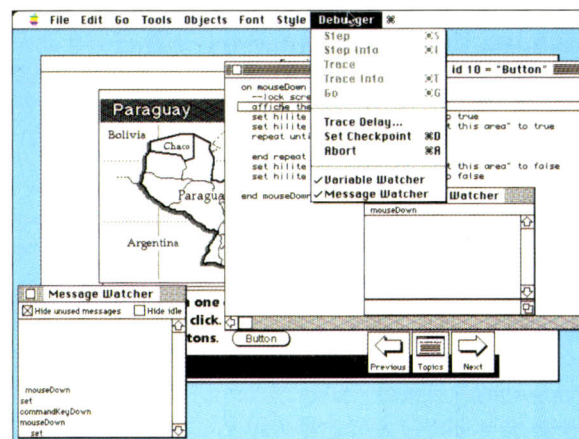 File Edit Go Tools Objects Font Style Debugger ⌘
Step ⌘S
Step Into ⌘I
Trace
Trace Into ⌘T
Go ⌘G
Trace Delay...
Set Checkpoint ⌘D
Abort ⌘A
✓Variable Watcher
✓Message Watcher
id 10 = "Button"
on mouseDown
--lock scre
affiche the
set hilite to true
set hilite t this area" to true
repeat unti
end repeat
set hilite t this area" to false
set hilite o false
end mouseDown
Paraguay
Bolivia
Chaco
Paragua
Argentina
Watcher
mouseDown
Message Watcher
Hide unused messages Hide idle
mouseDown
set
commandKeyDown
mouseDown
set
one
click.
tons.
Button
Previous Topics Next